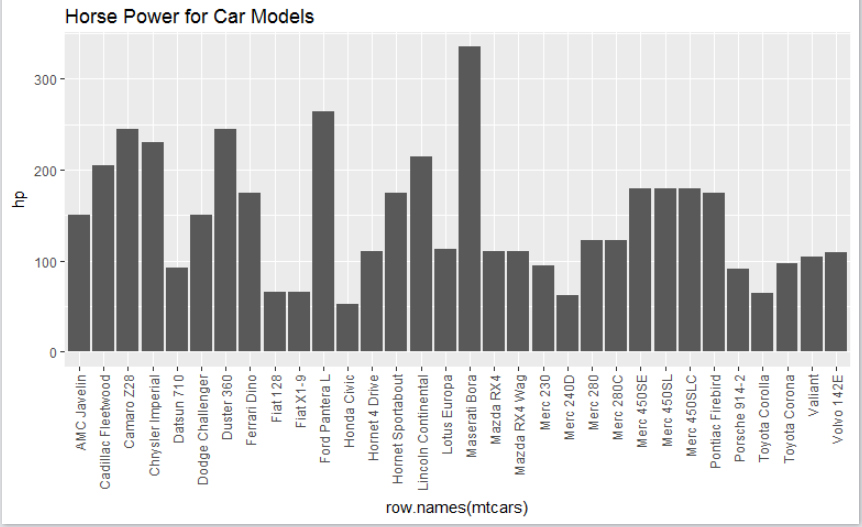 Horse Power for Car Models
hp
300
200
100
0
AMC Javelin
Cadillac Fleetwood
Camaro Z28
Chrysler Imperial
Datsun 710
Dodge Challenger
Duster 360
Ferrari Dino
Fiat 128
Fiat X1-9
Ford Pantera L
Honda Civic
Hornet 4 Drive
Hornet Sportabout
Lincoln Continental
Lotus Europa
Maserati Bora
Mazda RX4
Mazda RX4 Wag
Merc 230
Merc 240D
Merc 280
Merc 280C
Merc 450SE
Merc 450SL
Merc 450SLC
Pontiac Firebird
Porsche 914-2
Toyota Corolla
Toyota Corona
Valiant
Volvo 142E
row.names(mtcars)